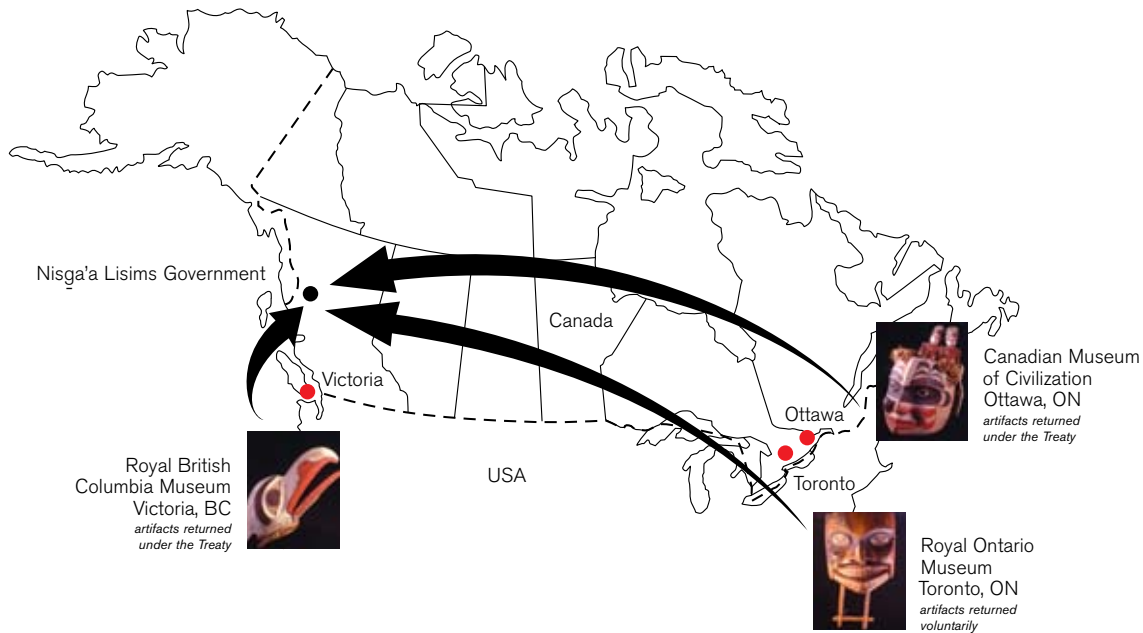 Nisg̱a'a Lisims Government
Canada
Victoria
USA
Ottawa
Toronto
Canadian Museum
of Civilization
Ottawa, ON
artifacts returned
under the Treaty
Royal British
Columbia Museum
Victoria, BC
artifacts returned
under the Treaty
Royal Ontario
Museum
Toronto, ON
artifacts returned
voluntarily